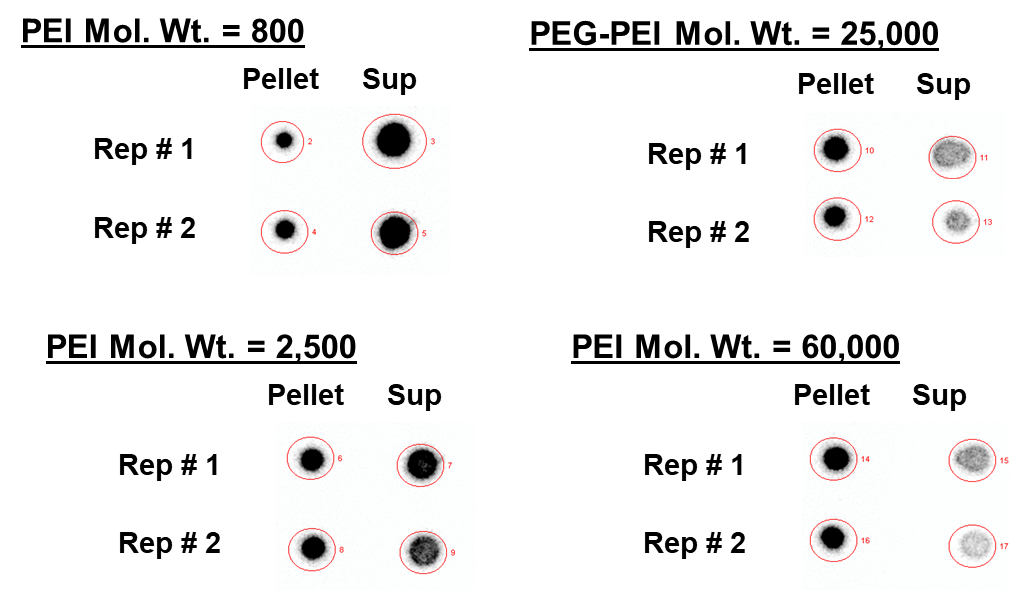 PEI Mol. Wt. = 800
Pellet Sup
Rep # 1
2
3
Rep # 2
4
5
PEG-PEI Mol. Wt. = 25,000
Pellet Sup
Rep # 1
10
11
Rep # 2
12
13
PEI Mol. Wt. = 2,500
Pellet Sup
Rep # 1
6
7
Rep # 2
8
9
PEI Mol. Wt. = 60,000
Pellet Sup
Rep # 1
14
15
Rep # 2
16
17